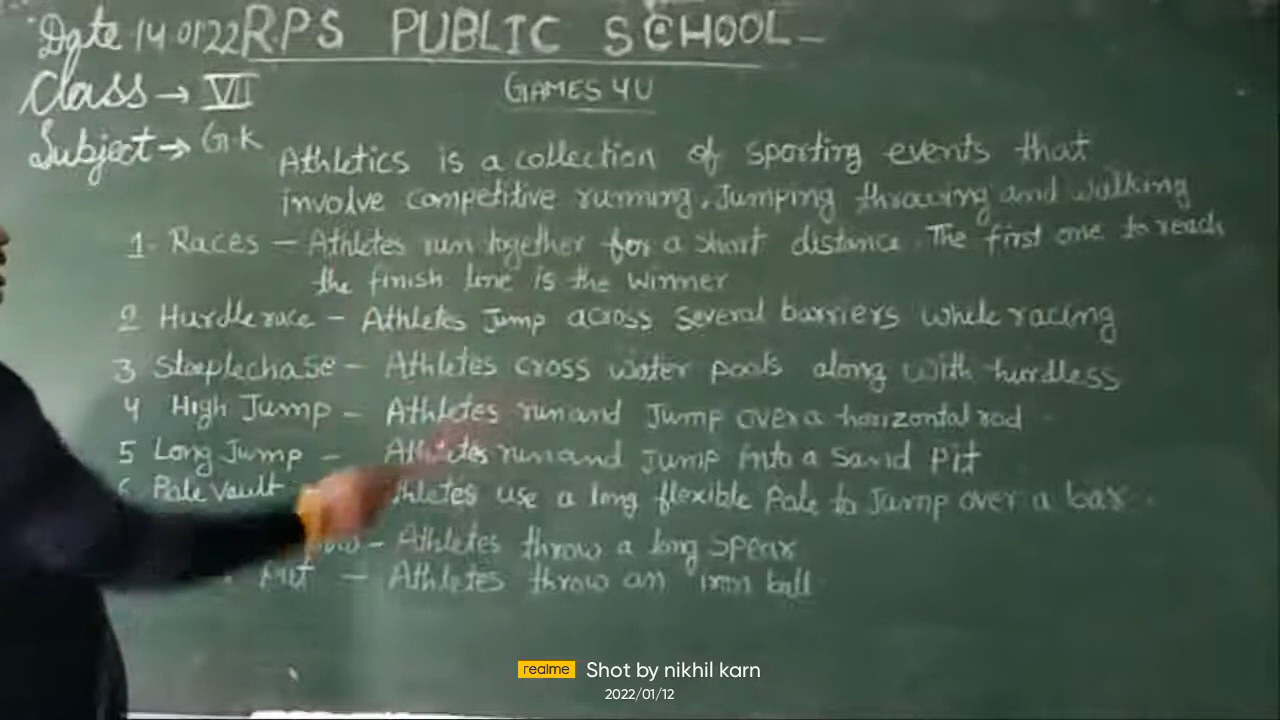 Date 14.01.22 R.P.S PUBLIC SCHOOL
Class → VII
GAMES 4U
Subject → G.K
Athletics is a collection of sporting events that
involve competitive running, Jumping throwing and walking
1. Races - Athletes run together for a short distance. The first one to reach
the finish line is the winner
2 Hurdle race - Athletes Jump across several barriers while racing
3 Steeplechase - Athletes cross water pools along with hurdless
4 High Jump - Athletes run and Jump over a horizontal rod
5 Long Jump - Athletes run and Jump into a sand Pit
6 Pole Vault hletes use a long flexible Pole to Jump over a bar.
- Athletes throw a long spear
Put - Athletes throw an iron ball
realme Shot by nikhil karn
2022/01/12